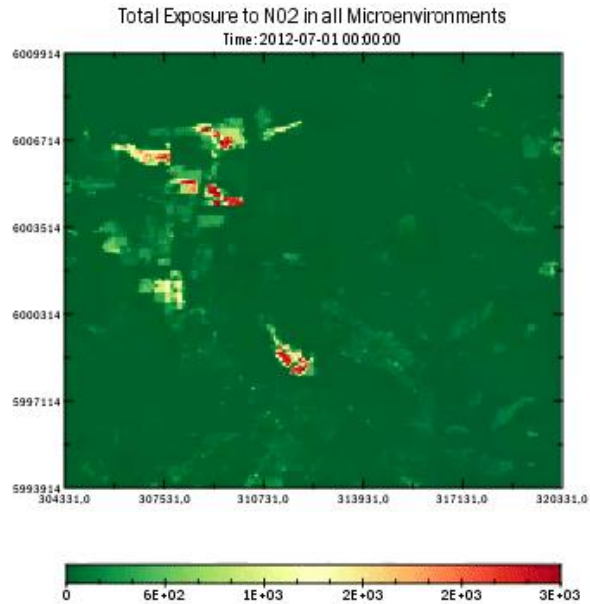 Total Exposure to NO2 in all Microenvironments
Time: 2012-07-01 00:00:00
6009914
6006714
6003514
6000314
5997114
5993914
304331,0 307531,0 310731,0 313931,0 317131,0 320331,0
0 6E+02 1E+03 2E+03 2E+03 3E+03